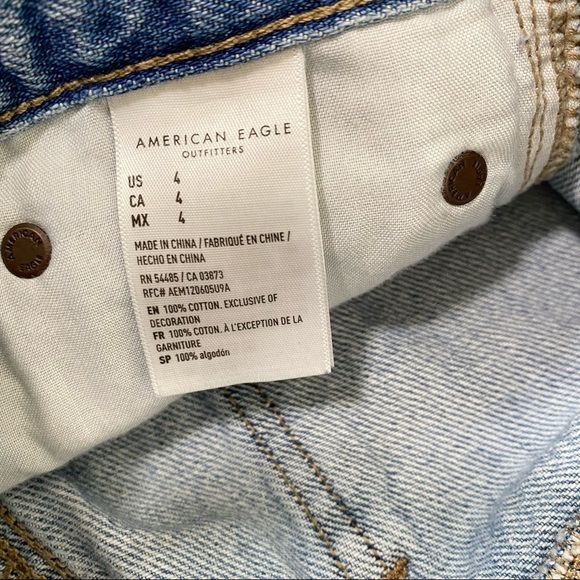 AMERICAN EAGLE
OUTFITTERS
US 4
CA 4
MX 4
MADE IN CHINA / FABRIQUÉ EN CHINE /
HECHO EN CHINA
RN 54485 / CA 03873
RFC# AEM120605U9A
EN 100% COTTON. EXCLUSIVE OF
DECORATION
FR 100% COTON. À L'EXCEPTION DE LA
GARNITURE
SP 100% algodón
AMERICAN